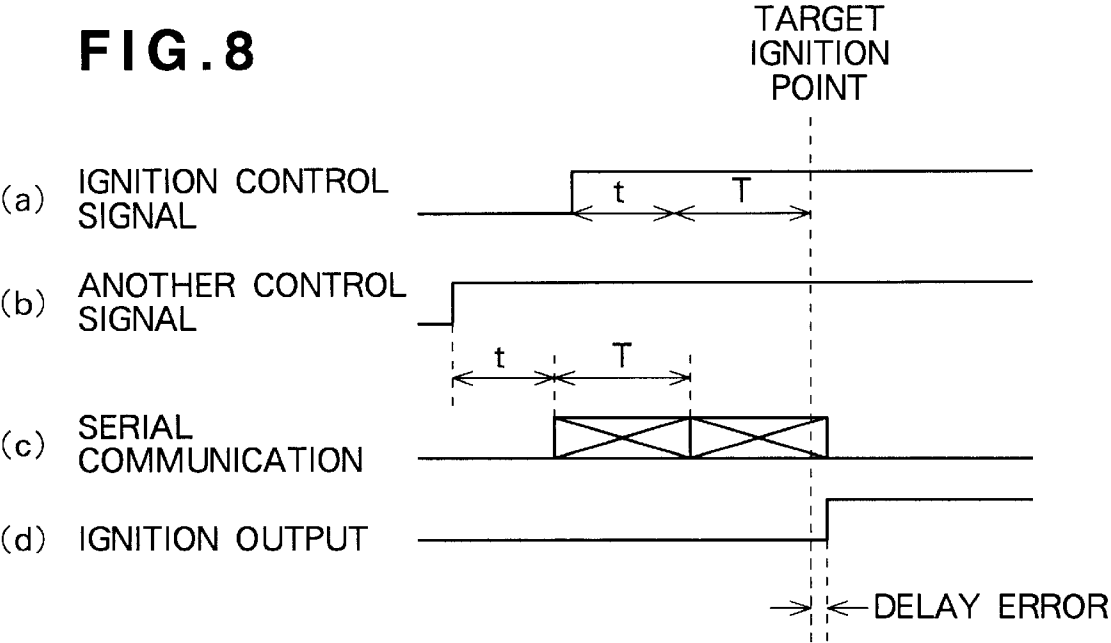 FIG.8
TARGET
IGNITION
POINT
(a) IGNITION CONTROL
SIGNAL
t T
(b) ANOTHER CONTROL
SIGNAL
t T
(c) SERIAL
COMMUNICATION
(d) IGNITION OUTPUT
DELAY ERROR